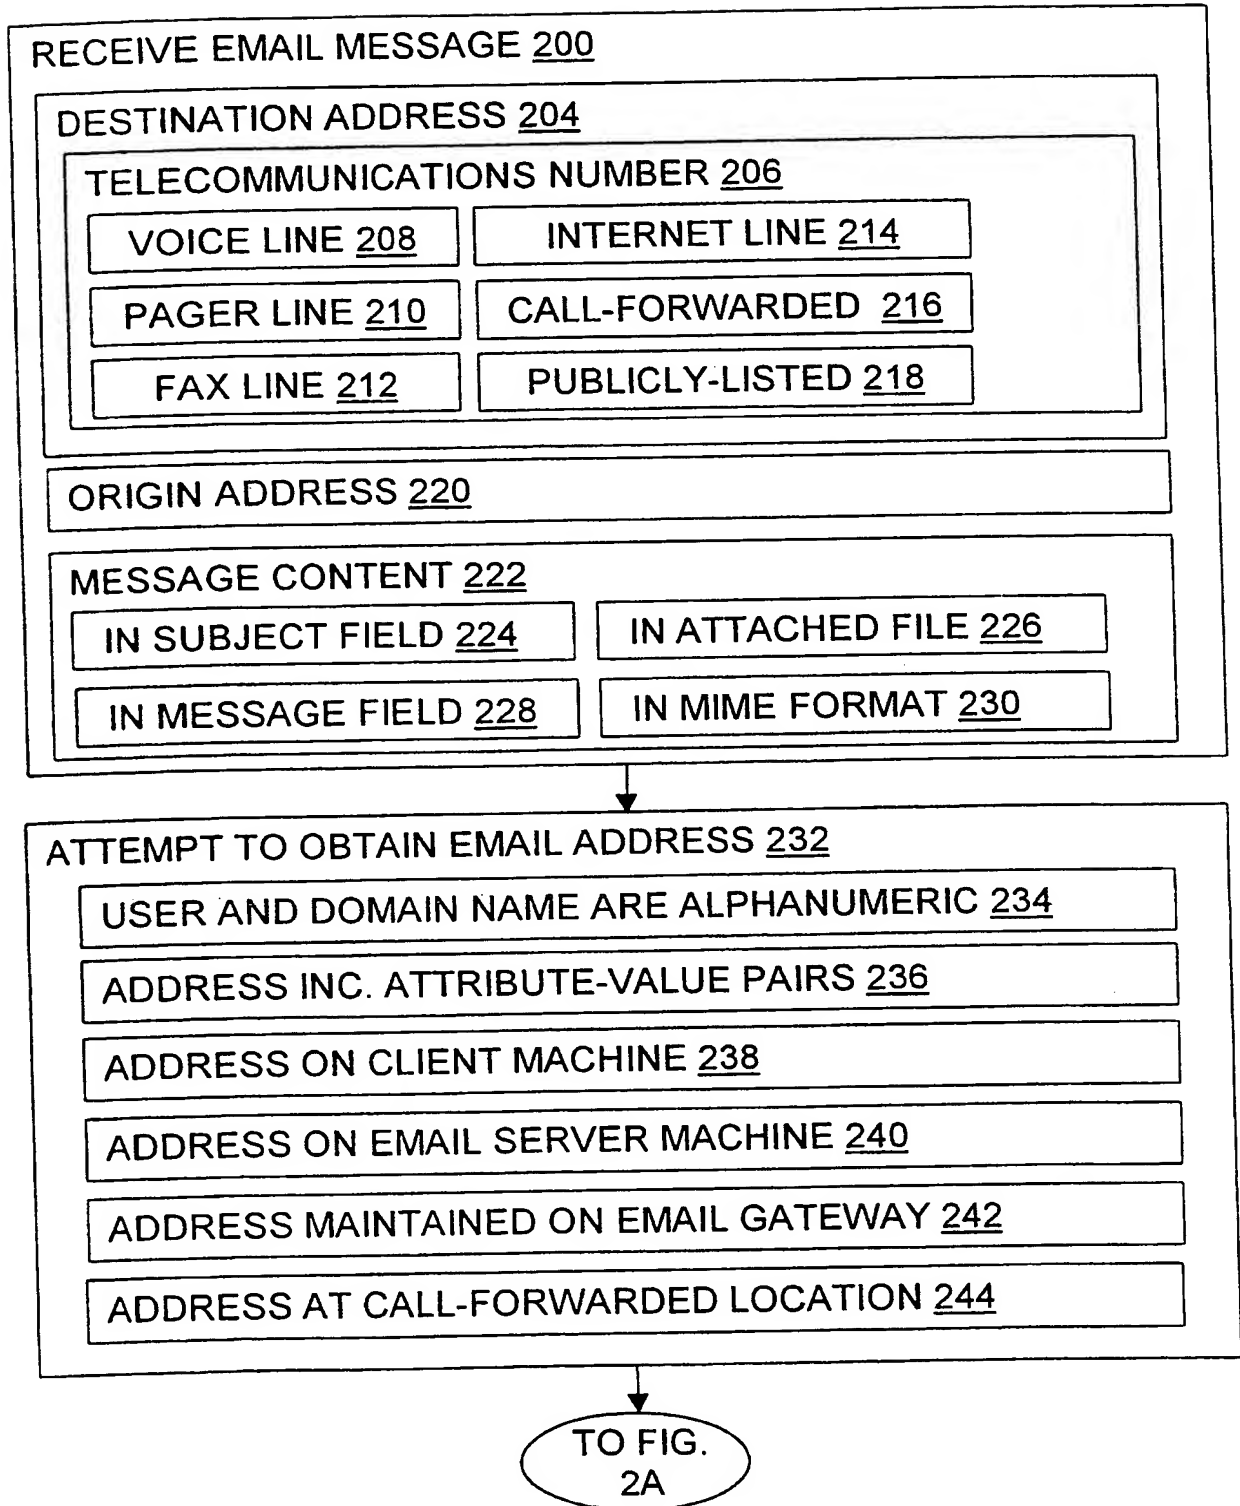 RECEIVE EMAIL MESSAGE 200
DESTINATION ADDRESS 204
TELECOMMUNICATIONS NUMBER 206
VOICE LINE 208
INTERNET LINE 214
PAGER LINE 210
CALL-FORWARDED 216
FAX LINE 212
PUBLICLY-LISTED 218
ORIGIN ADDRESS 220
MESSAGE CONTENT 222
IN SUBJECT FIELD 224
IN ATTACHED FILE 226
IN MESSAGE FIELD 228
IN MIME FORMAT 230
ATTEMPT TO OBTAIN EMAIL ADDRESS 232
USER AND DOMAIN NAME ARE ALPHANUMERIC 234
ADDRESS INC. ATTRIBUTE-VALUE PAIRS 236
ADDRESS ON CLIENT MACHINE 238
ADDRESS ON EMAIL SERVER MACHINE 240
ADDRESS MAINTAINED ON EMAIL GATEWAY 242
ADDRESS AT CALL-FORWARDED LOCATION 244
TO FIG.
2A